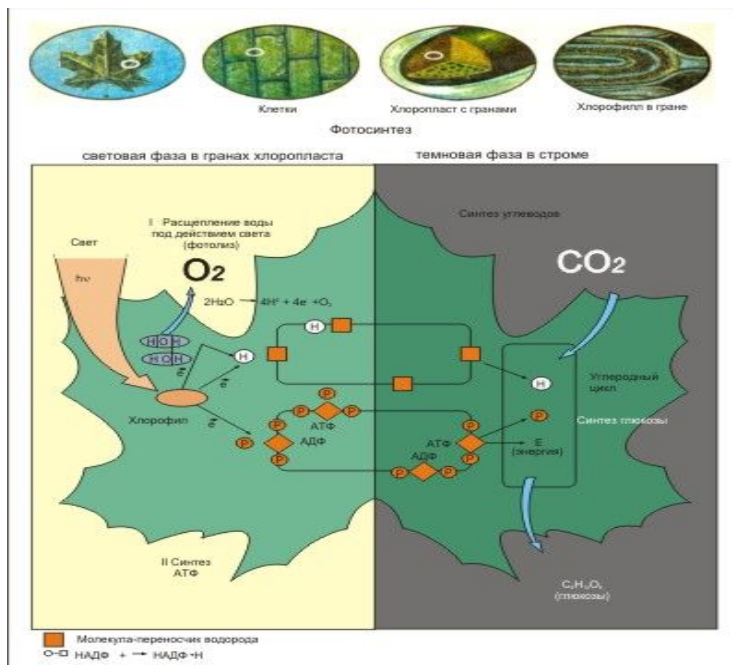 Клетки
Хлоропласт с гранами
Хлорофилл в гране
Фотосинтез
световая фаза в гранах хлоропласта
темновая фаза в строме
I Расщепление воды
под действием света
(фотолиз)
Свет
hν
O2
2H2O → 4H⁺ + 4e +O₂
H O H
H O H
ē
ē
ē
Хлорофил
H
H
P
P
P
P
P
АТФ
АДФ
II Синтез
АТФ
Синтез углеводов
CO2
H
Углеродный
цикл
P
Синтез глюкозы
P
АТФ
E
(энергия)
АДФ
P
P
P
C₆H₁₂O₆
(глюкозы)
Молекула-переносчик водорода
НАДФ + → НАДФ•Н